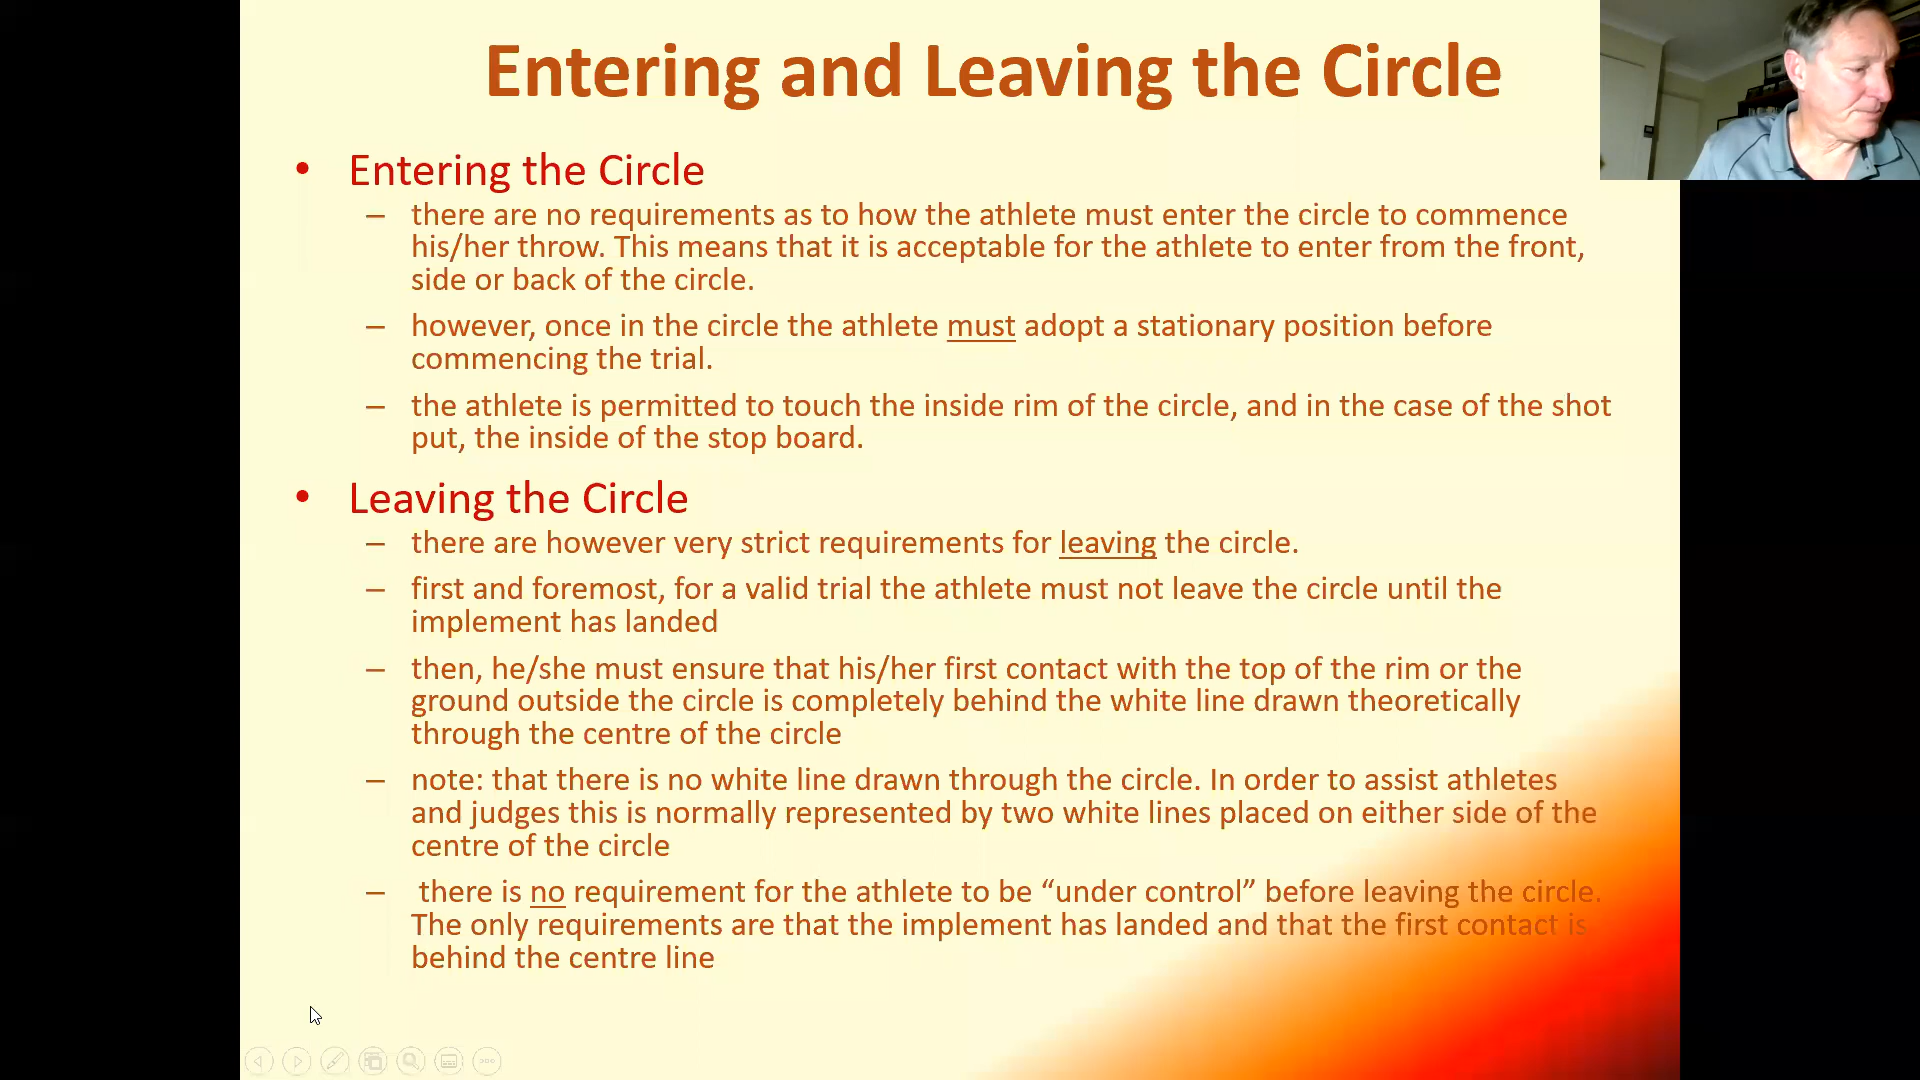 Entering and Leaving the Circle
• Entering the Circle
– there are no requirements as to how the athlete must enter the circle to commence
his/her throw. This means that it is acceptable for the athlete to enter from the front,
side or back of the circle.
– however, once in the circle the athlete must adopt a stationary position before
commencing the trial.
– the athlete is permitted to touch the inside rim of the circle, and in the case of the shot
put, the inside of the stop board.
• Leaving the Circle
– there are however very strict requirements for leaving the circle.
– first and foremost, for a valid trial the athlete must not leave the circle until the
implement has landed
– then, he/she must ensure that his/her first contact with the top of the rim or the
ground outside the circle is completely behind the white line drawn theoretically
through the centre of the circle
– note: that there is no white line drawn through the circle. In order to assist athletes
and judges this is normally represented by two white lines placed on either side of the
centre of the circle
– there is no requirement for the athlete to be “under control” before leaving the circle.
The only requirements are that the implement has landed and that the first contact is
behind the centre line